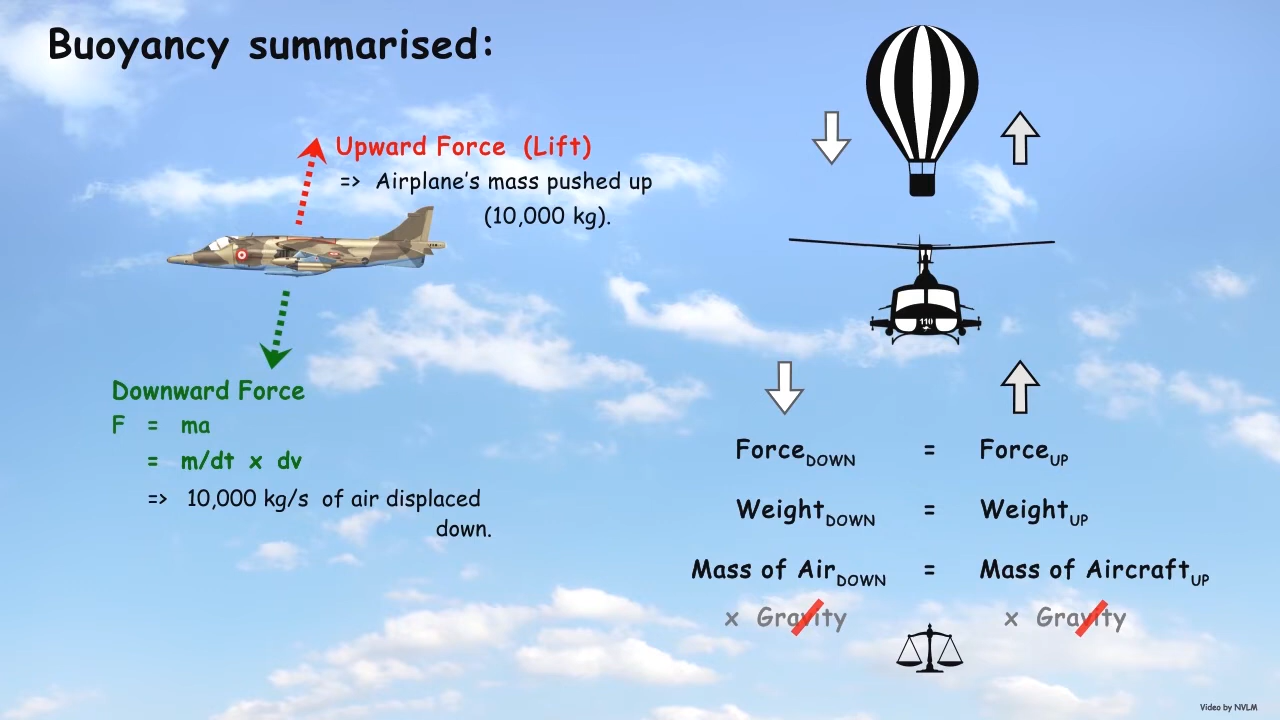 Buoyancy summarised:
Upward Force (Lift)
=> Airplane's mass pushed up
(10,000 kg).
Downward Force
F = ma
= m/dt x dv
=> 10,000 kg/s of air displaced
down.
ForceDOWN = ForceUP
WeightDOWN = WeightUP
Mass of AirDOWN = Mass of AircraftUP
x Gravity x Gravity
Video by NVLM